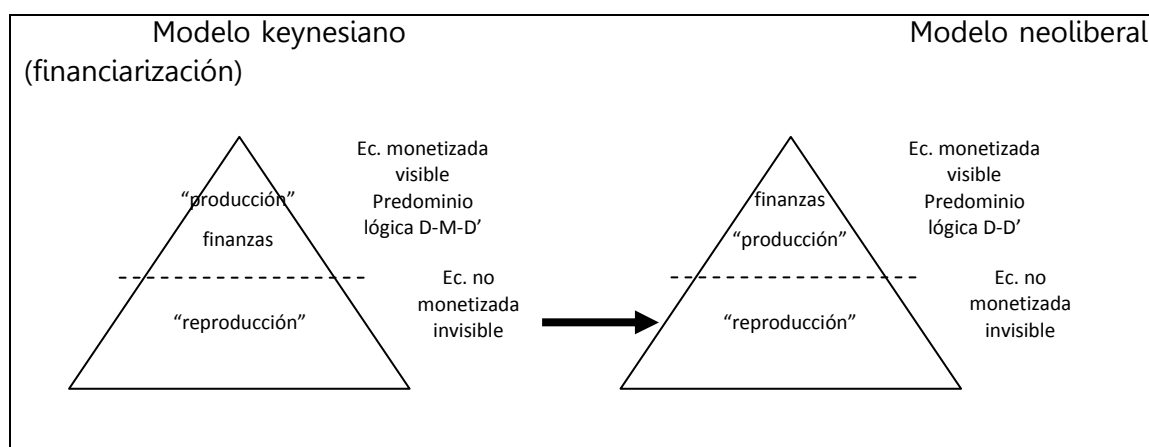 Modelo keynesiano Modelo neoliberal
(financiarización)
Ec. monetizada
visible
Predominio
lógica D-M-D’
“producción”
finanzas
Ec. no
monetizada
invisible
“reproducción”
Ec. monetizada
visible
Predominio
lógica D-D’
finanzas
“producción”
Ec. no
monetizada
invisible
“reproducción”